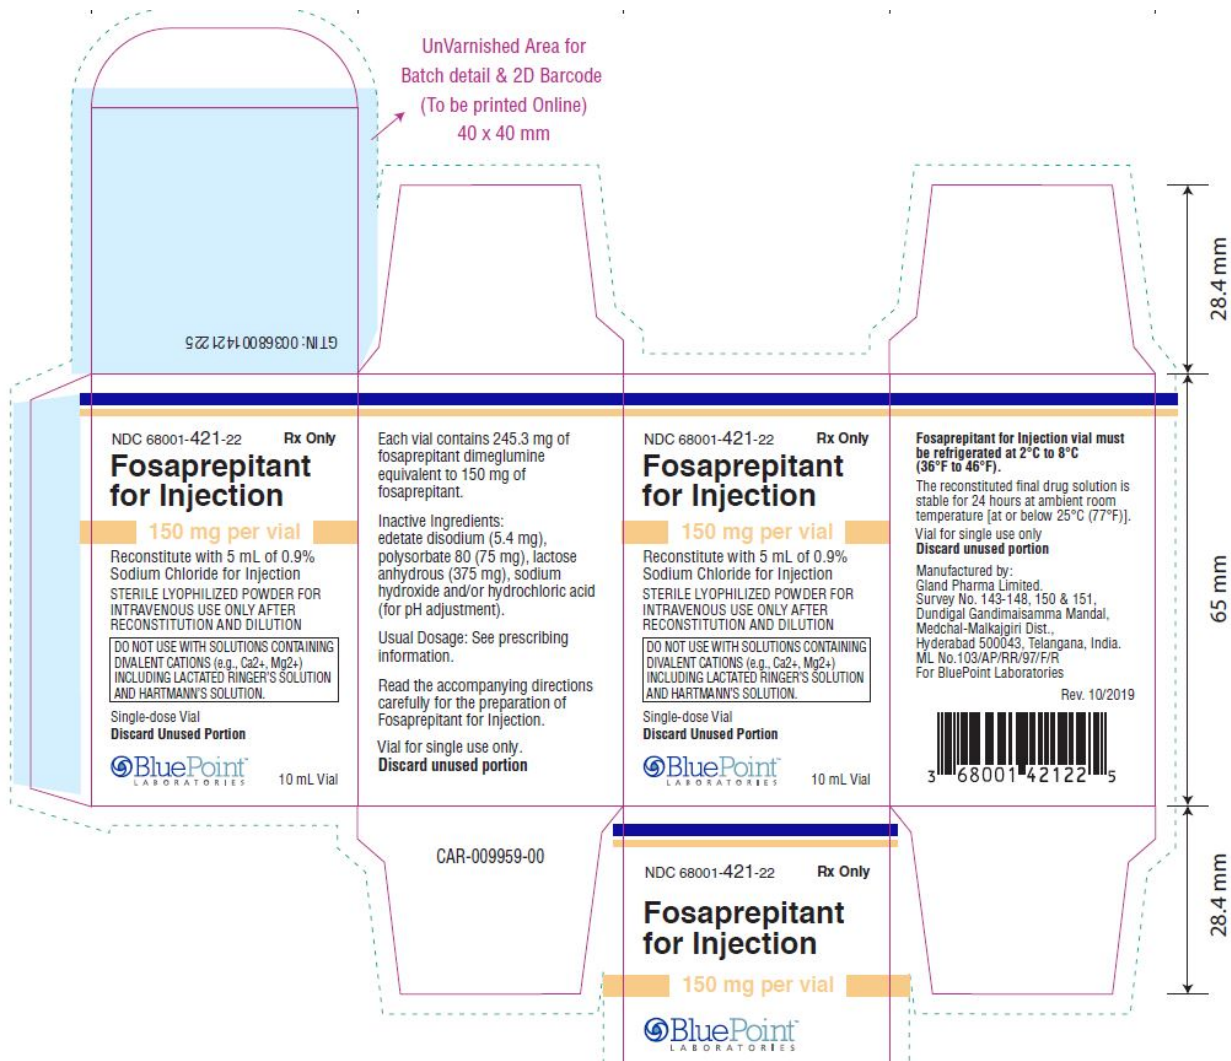 UnVarnished Area for
Batch detail & 2D Barcode
(To be printed Online)
40 x 40 mm
GTIN: 00368001421225
NDC 68001-421-22 Rx Only
Fosaprepitant
for Injection
150 mg per vial
Reconstitute with 5 mL of 0.9%
Sodium Chloride for Injection
STERILE LYOPHILIZED POWDER FOR
INTRAVENOUS USE ONLY AFTER
RECONSTITUTION AND DILUTION
DO NOT USE WITH SOLUTIONS CONTAINING
DIVALENT CATIONS (e.g., Ca2+, Mg2+)
INCLUDING LACTATED RINGER'S SOLUTION
AND HARTMANN'S SOLUTION.
Single-dose Vial
Discard Unused Portion
BluePoint™
LABORATORIES
10 mL Vial
Each vial contains 245.3 mg of
fosaprepitant dimeglumine
equivalent to 150 mg of
fosaprepitant.
Inactive Ingredients:
edetate disodium (5.4 mg),
polysorbate 80 (75 mg), lactose
anhydrous (375 mg), sodium
hydroxide and/or hydrochloric acid
(for pH adjustment).
Usual Dosage: See prescribing
information.
Read the accompanying directions
carefully for the preparation of
Fosaprepitant for Injection.
Vial for single use only.
Discard unused portion
NDC 68001-421-22 Rx Only
Fosaprepitant
for Injection
150 mg per vial
Reconstitute with 5 mL of 0.9%
Sodium Chloride for Injection
STERILE LYOPHILIZED POWDER FOR
INTRAVENOUS USE ONLY AFTER
RECONSTITUTION AND DILUTION
DO NOT USE WITH SOLUTIONS CONTAINING
DIVALENT CATIONS (e.g., Ca2+, Mg2+)
INCLUDING LACTATED RINGER'S SOLUTION
AND HARTMANN'S SOLUTION.
Single-dose Vial
Discard Unused Portion
BluePoint™
LABORATORIES
10 mL Vial
Fosaprepitant for Injection vial must
be refrigerated at 2°C to 8°C
(36°F to 46°F).
The reconstituted final drug solution is
stable for 24 hours at ambient room
temperature [at or below 25°C (77°F)].
Vial for single use only
Discard unused portion
Manufactured by:
Gland Pharma Limited.
Survey No. 143-148, 150 & 151,
Dundigal Gandimaisamma Mandal,
Medchal-Malkajgiri Dist.,
Hyderabad 500043, Telangana, India.
ML No.103/AP/RR/97/F/R
For BluePoint Laboratories
Rev. 10/2019
3 68001 42122 5
28.4 mm
65 mm
28.4 mm
CAR-009959-00
NDC 68001-421-22 Rx Only
Fosaprepitant
for Injection
150 mg per vial
BluePoint™
LABORATORIES